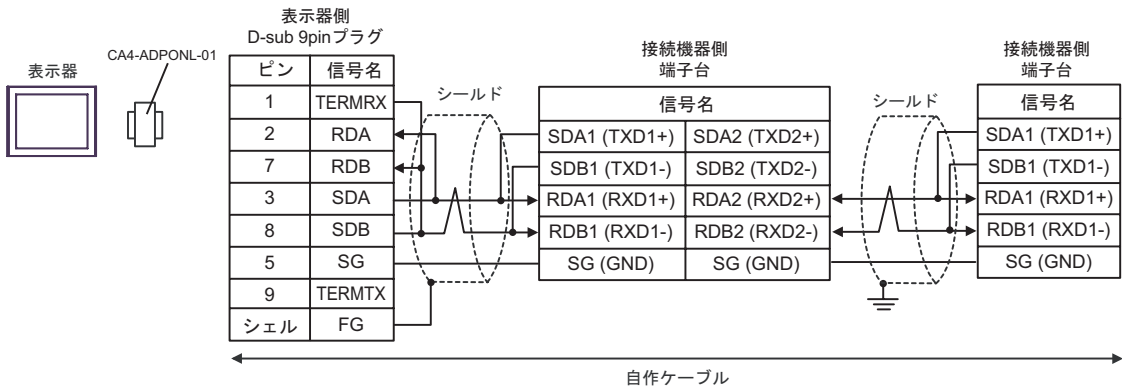 表示器
CA4-ADPONL-01
表示器側
D-sub 9pinプラグ
ピン 信号名
1 TERMRX
2 RDA
7 RDB
3 SDA
8 SDB
5 SG
9 TERMTX
シェル FG
シールド
接続機器側
端子台
信号名
SDA1 (TXD1+) SDA2 (TXD2+)
SDB1 (TXD1-) SDB2 (TXD2-)
RDA1 (RXD1+) RDA2 (RXD2+)
RDB1 (RXD1-) RDB2 (RXD2-)
SG (GND) SG (GND)
シールド
接続機器側
端子台
信号名
SDA1 (TXD1+)
SDB1 (TXD1-)
RDA1 (RXD1+)
RDB1 (RXD1-)
SG (GND)
自作ケーブル